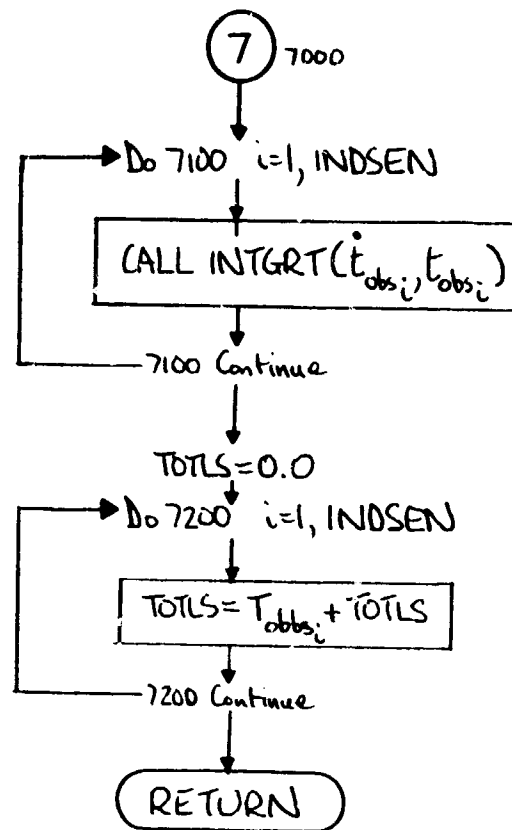 7 7000
Do 7100 i=1, INDSEN
CALL INTGRT(ṫobsi, tobsi)
7100 Continue
TOTLS=0.0
Do 7200 i=1, INDSEN
TOTLS=Tobbsi+TOTLS
7200 Continue
RETURN